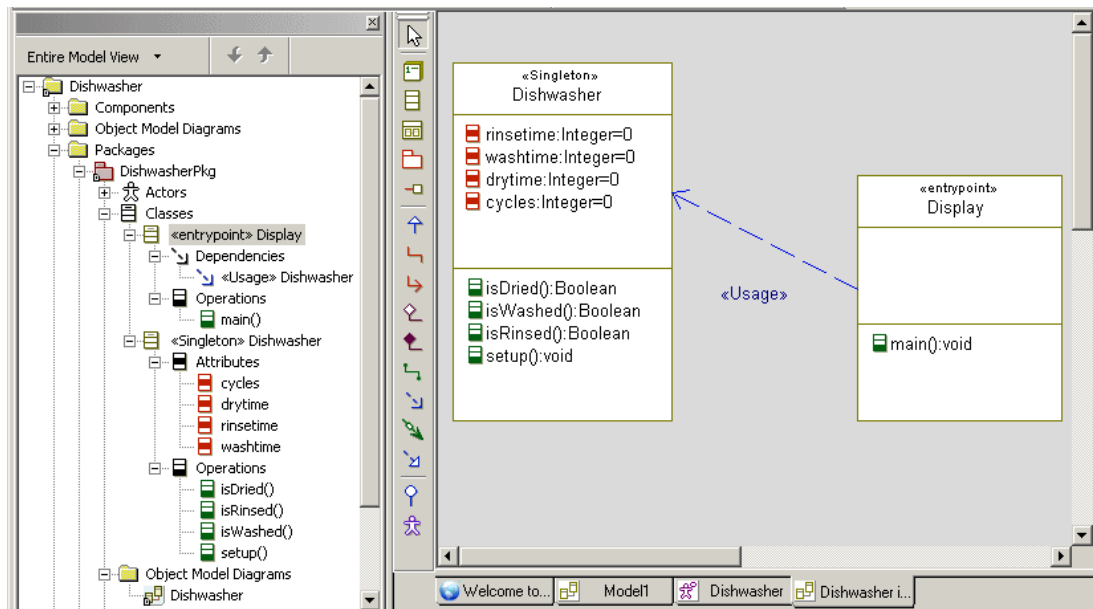 Entire Model View
Dishwasher
Components
Object Model Diagrams
Packages
DishwasherPkg
Actors
Classes
«entrypoint» Display
Dependencies
«Usage» Dishwasher
Operations
main()
«Singleton» Dishwasher
Attributes
cycles
drytime
rinsetime
washtime
Operations
isDried()
isRinsed()
isWashed()
setup()
Object Model Diagrams
Dishwasher
«Singleton»
Dishwasher
rinsetime:Integer=0
washtime:Integer=0
drytime:Integer=0
cycles:Integer=0
isDried():Boolean
isWashed():Boolean
isRinsed():Boolean
setup():void
«Usage»
«entrypoint»
Display
main():void
Welcome to...
Model1
Dishwasher
Dishwasher i...